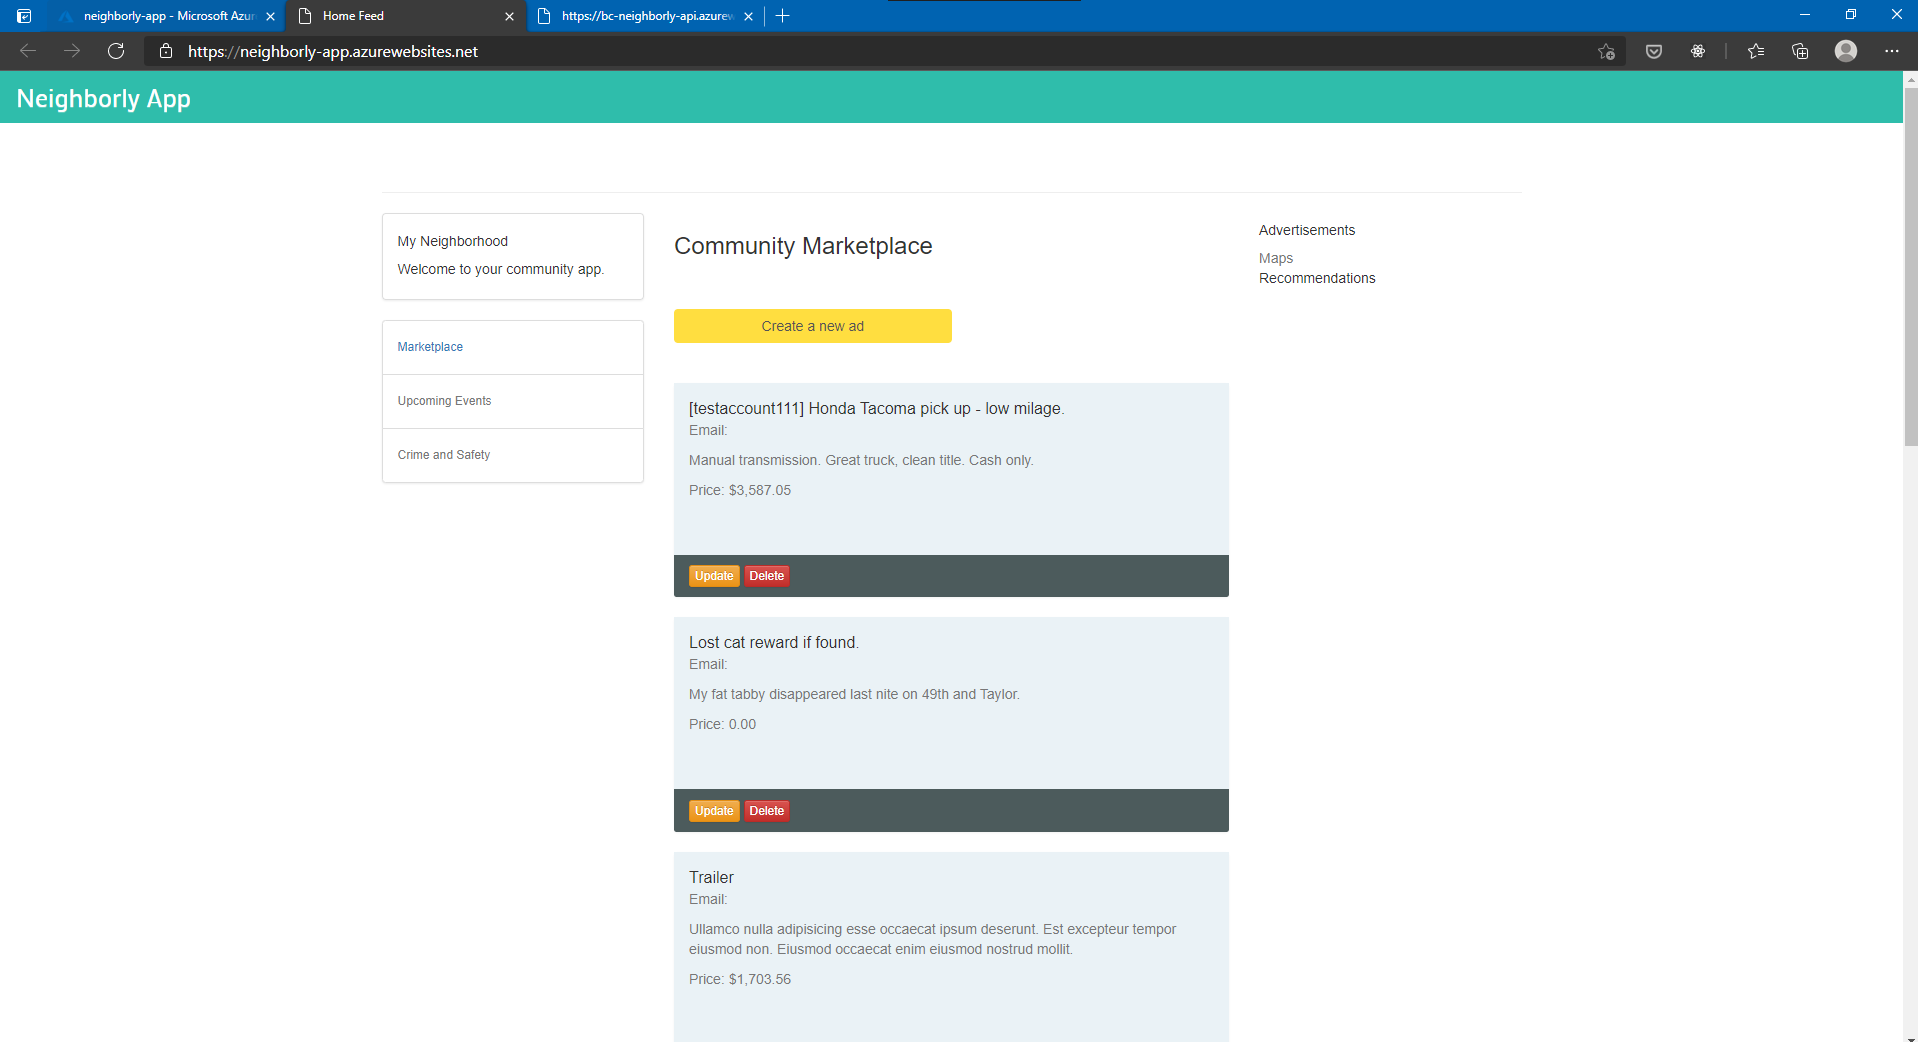 neighborly-app - Microsoft Azur
Home Feed
https://bc-neighborly-api.azurew
https://neighborly-app.azurewebsites.net
Neighborly App
My Neighborhood
Welcome to your community app.
Marketplace
Upcoming Events
Crime and Safety
Community Marketplace
Create a new ad
[testaccount111] Honda Tacoma pick up - low milage.
Email:
Manual transmission. Great truck, clean title. Cash only.
Price: $3,587.05
Update Delete
Lost cat reward if found.
Email:
My fat tabby disappeared last nite on 49th and Taylor.
Price: 0.00
Update Delete
Trailer
Email:
Ullamco nulla adipisicing esse occaecat ipsum deserunt. Est excepteur tempor
eiusmod non. Eiusmod occaecat enim eiusmod nostrud mollit.
Price: $1,703.56
Advertisements
Maps
Recommendations